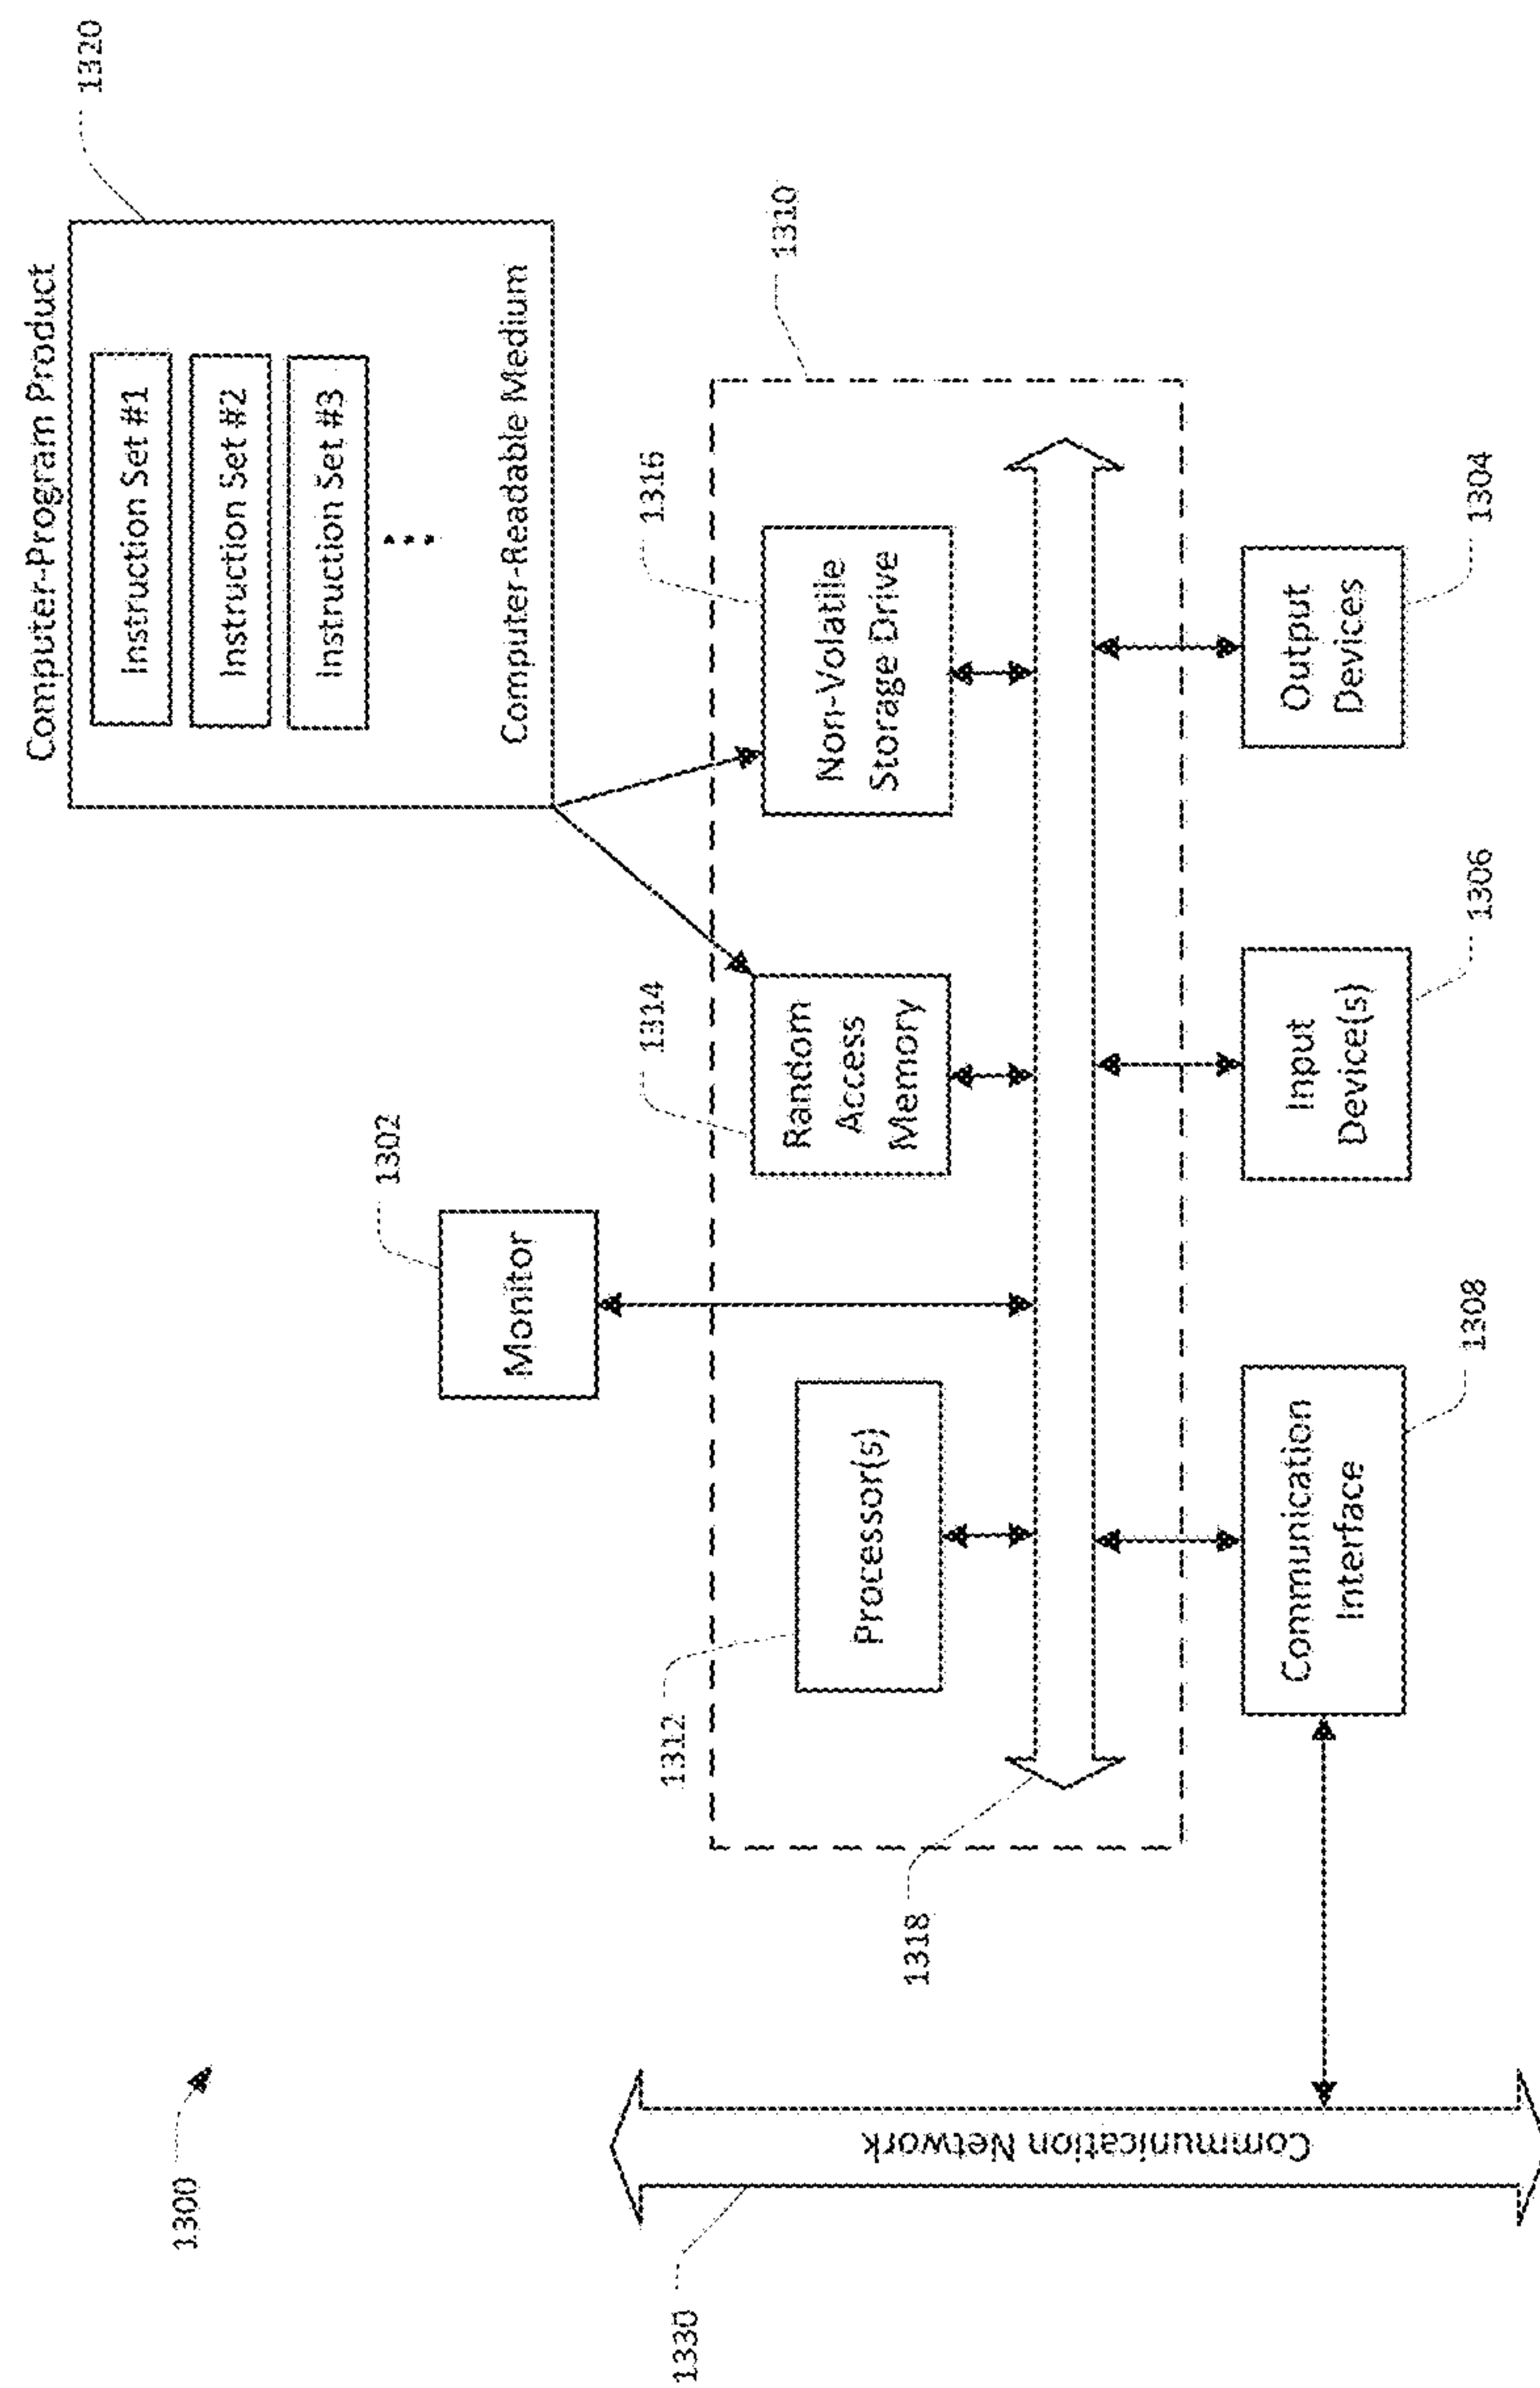 Computer-Program Product
1320
Instruction Set #1
Instruction Set #2
Instruction Set #3
Computer-Readable Medium
1300
1302
Monitor
1310
1312
1314
1316
Processor(s)
Random
Access
Memory
Non-Volatile
Storage Drive
1318
1330
Communication Network
Communication
Interface
Input
Device(s)
Output
Devices
1308
1306
1304